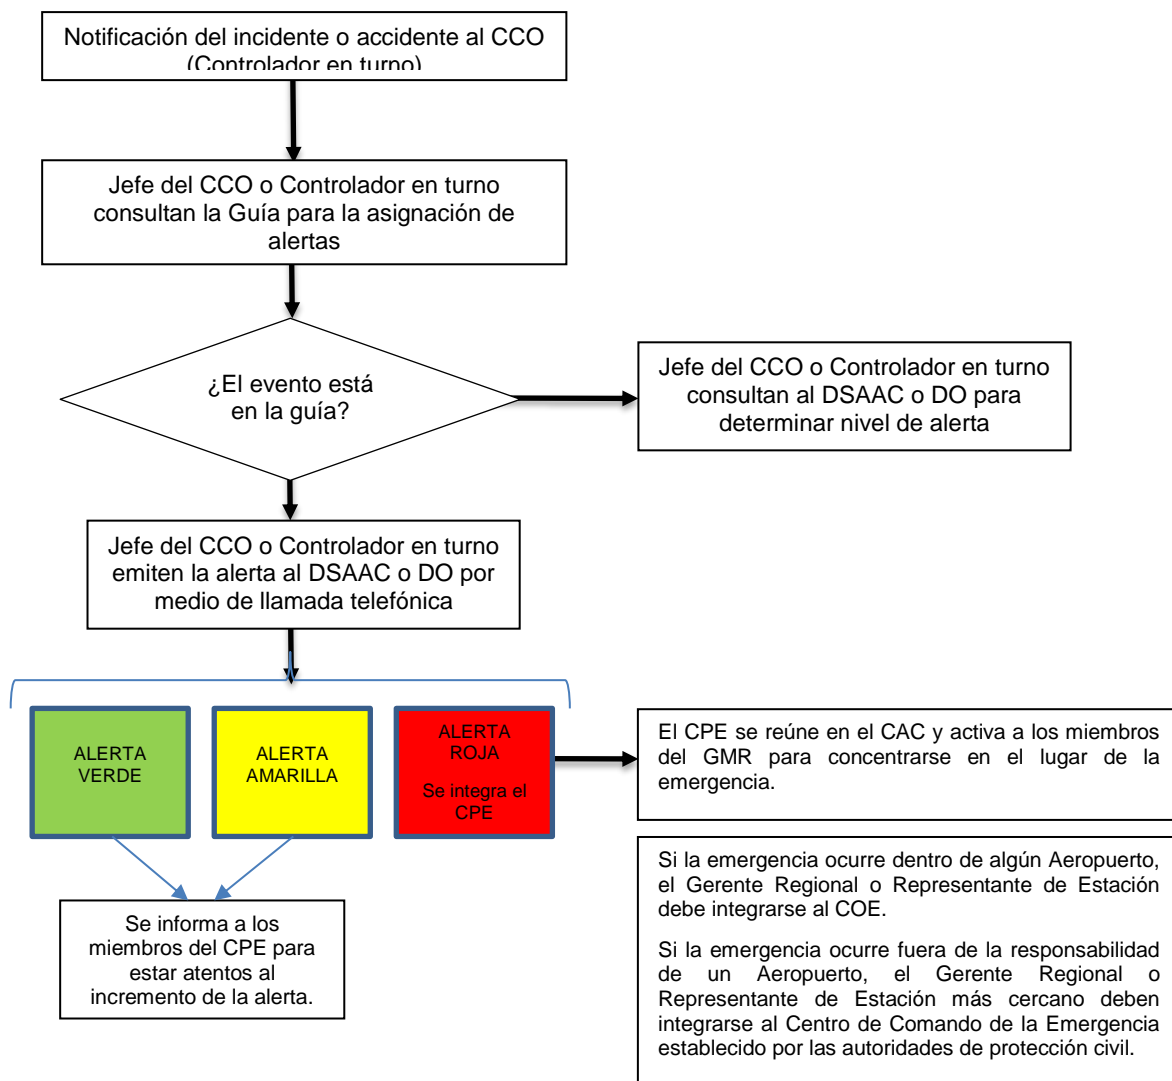 Notificación del incidente o accidente al CCO
(Controlador en turno)
Jefe del CCO o Controlador en turno
consultan la Guía para la asignación de
alertas
¿El evento está
en la guía?
Jefe del CCO o Controlador en turno
consultan al DSAAC o DO para
determinar nivel de alerta
Jefe del CCO o Controlador en turno
emiten la alerta al DSAAC o DO por
medio de llamada telefónica
ALERTA
VERDE
ALERTA
AMARILLA
ALERTA
ROJA
Se integra el
CPE
El CPE se reúne en el CAC y activa a los miembros
del GMR para concentrarse en el lugar de la
emergencia.
Se informa a los
miembros del CPE para
estar atentos al
incremento de la alerta.
Si la emergencia ocurre dentro de algún Aeropuerto,
el Gerente Regional o Representante de Estación
debe integrarse al COE.
Si la emergencia ocurre fuera de la responsabilidad
de un Aeropuerto, el Gerente Regional o
Representante de Estación más cercano deben
integrarse al Centro de Comando de la Emergencia
establecido por las autoridades de protección civil.